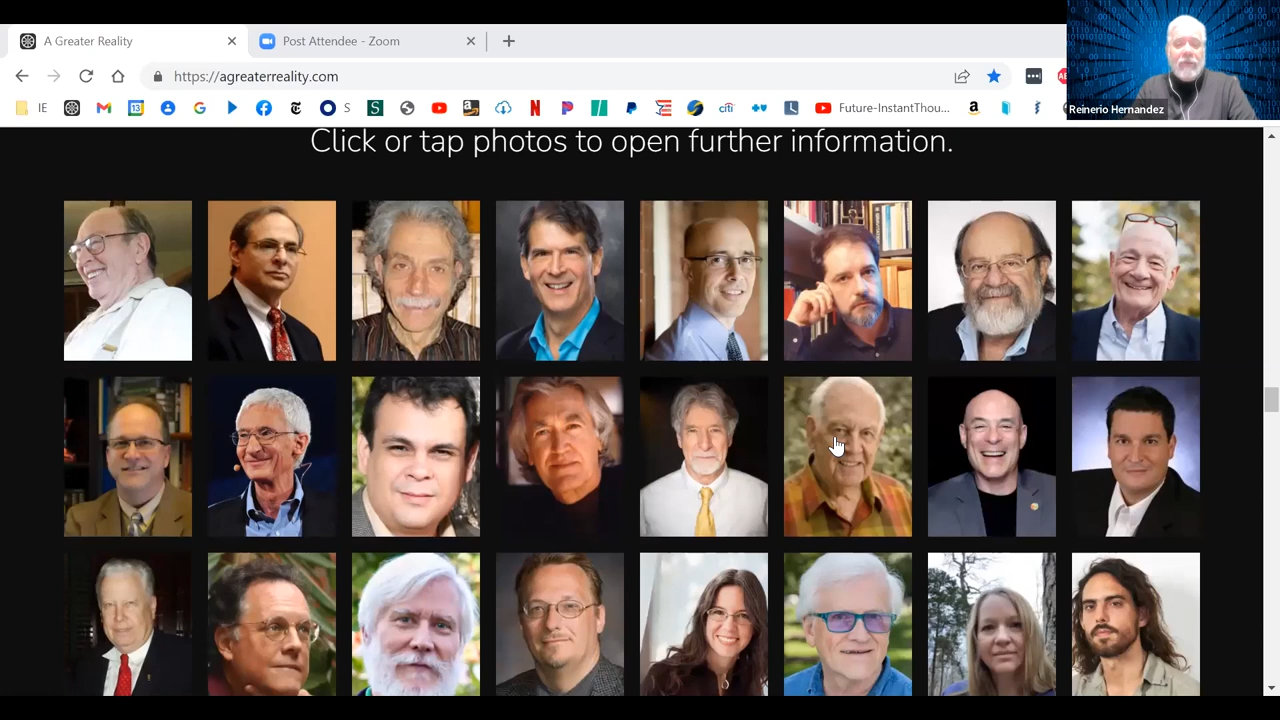 A Greater Reality
Post Attendee - Zoom
https://agreaterreality.com
IE
S
Future-InstantThou...
Reinerio Hernandez
Click or tap photos to open further information.